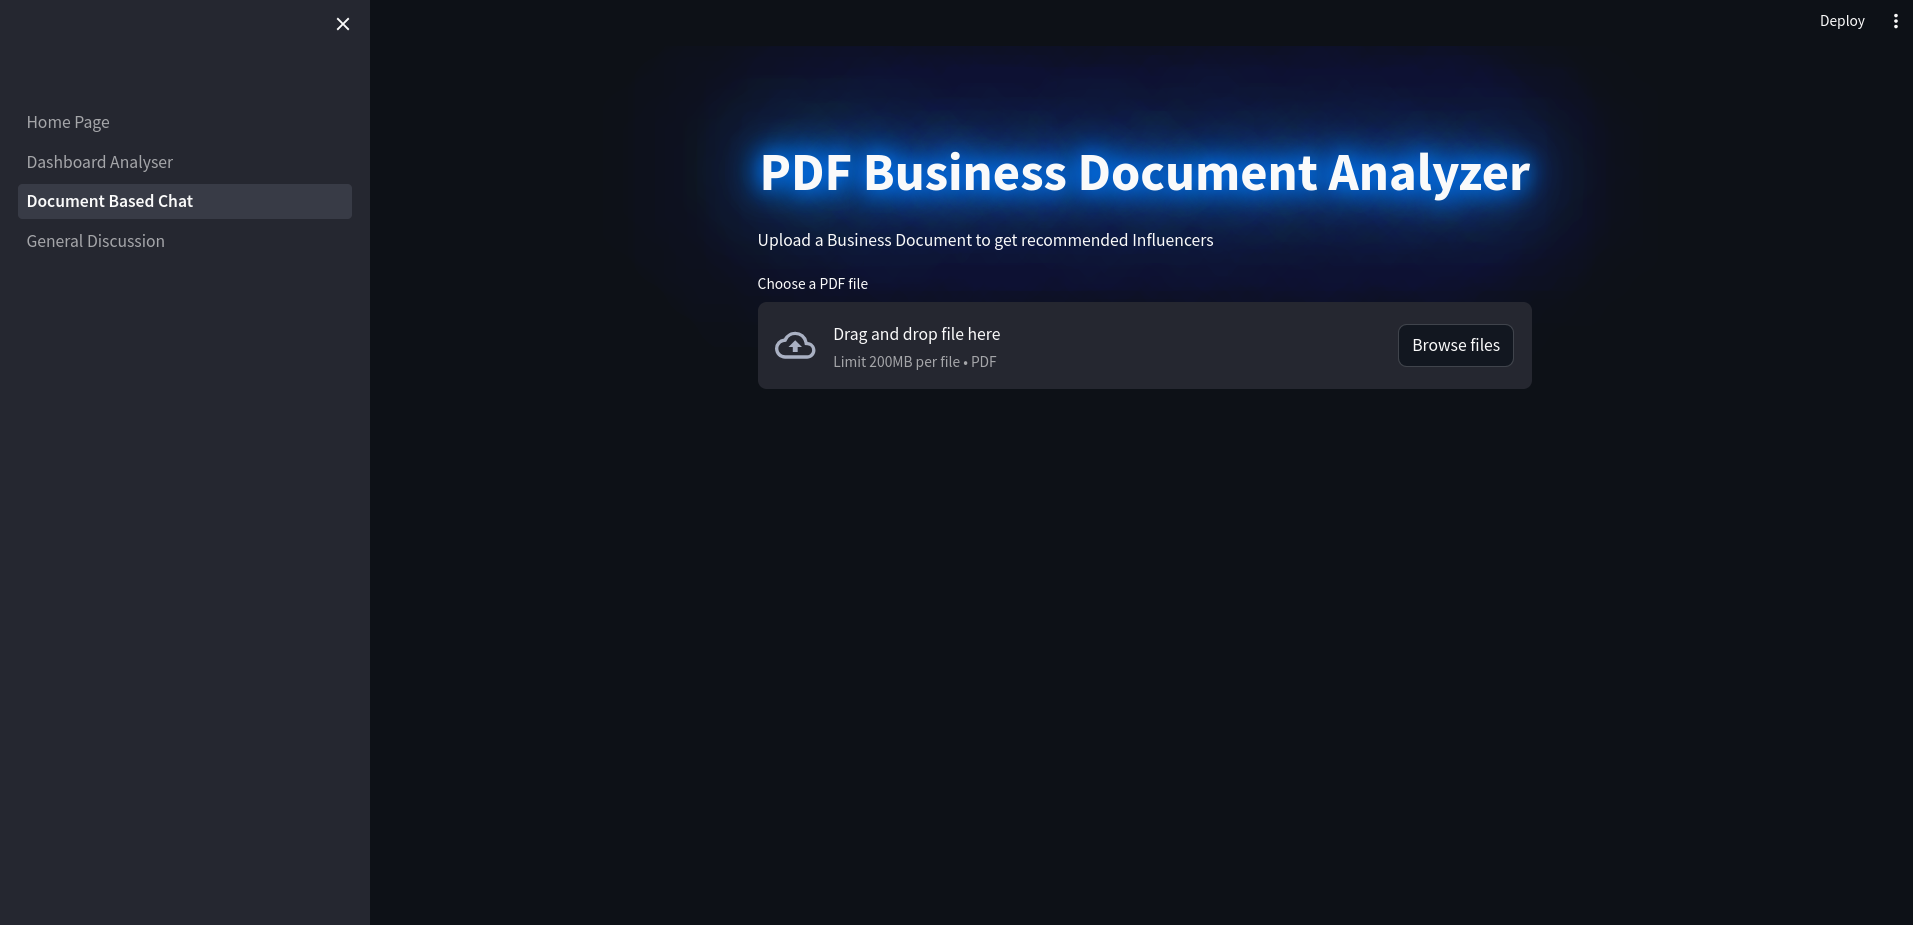 Deploy
Home Page
Dashboard Analyser
Document Based Chat
General Discussion
PDF Business Document Analyzer
Upload a Business Document to get recommended Influencers
Choose a PDF file
Drag and drop file here
Limit 200MB per file • PDF
Browse files